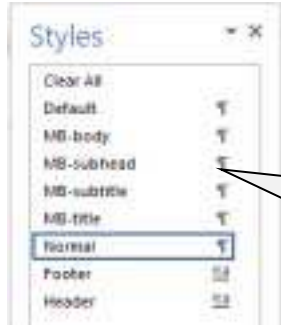 Styles
Clear All
Default ¶
MB-body ¶
MB-subhead ¶
MB-subtitle ¶
MB-title ¶
Normal ¶
Footer
Header